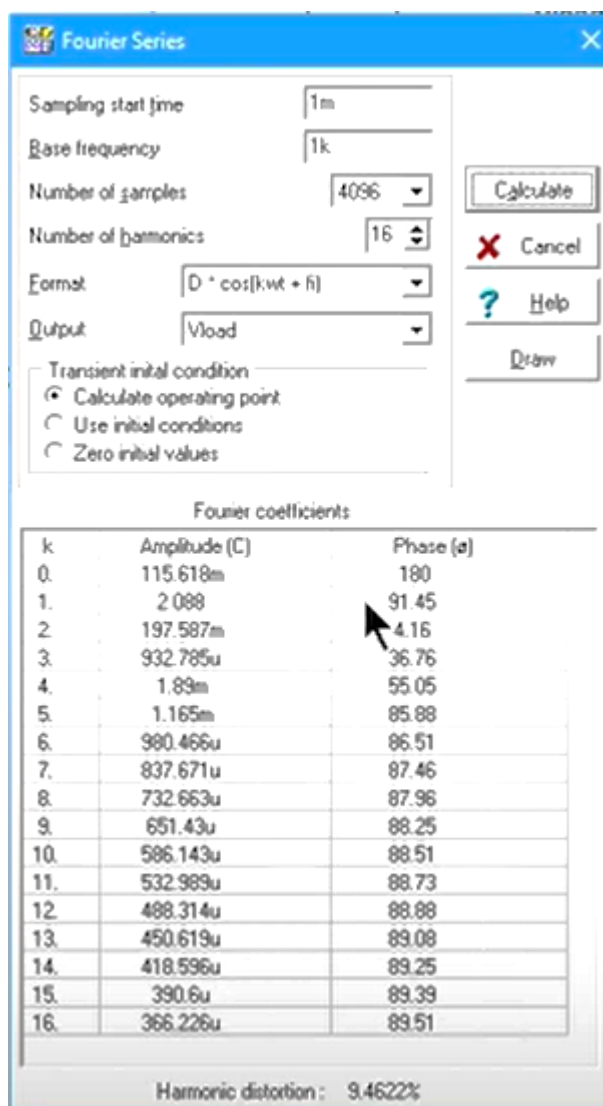 Fourier Series
Sampling start time 1m
Base frequency 1k
Number of samples 4096
Calculate
Number of harmonics 16
Cancel
Format D * cos(kwt + fi)
Help
Output Vload
Draw
Transient inital condition
Calculate operating point
Use initial conditions
Zero initial values
Fourier coefficients
k Amplitude (C) Phase (ø)
0. 115.618m 180
1. 2.088 91.45
2. 197.587m 4.16
3. 932.785u 36.76
4. 1.89m 55.05
5. 1.165m 85.88
6. 980.466u 86.51
7. 837.671u 87.46
8. 732.663u 87.96
9. 651.43u 88.25
10. 586.143u 88.51
11. 532.989u 88.73
12. 488.314u 88.88
13. 450.619u 89.08
14. 418.596u 89.25
15. 390.6u 89.39
16. 366.226u 89.51
Harmonic distortion : 9.4622%